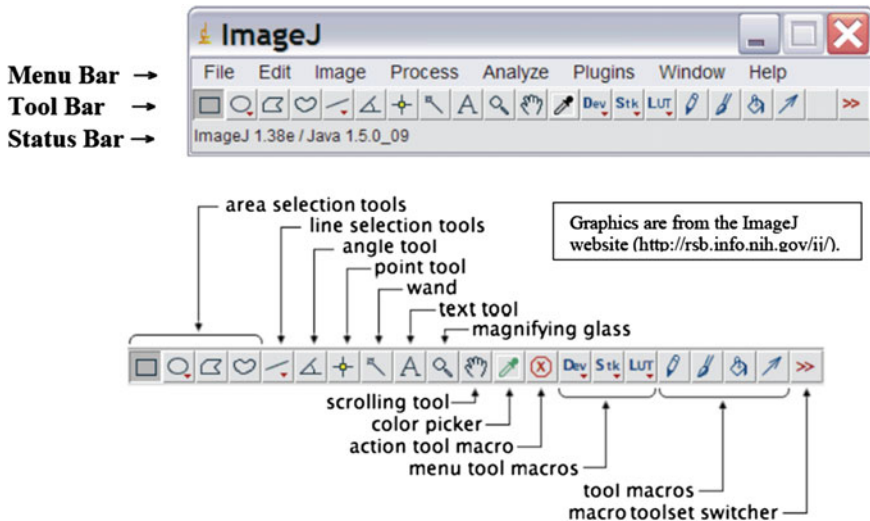 ImageJ
Menu Bar →
File Edit Image Process Analyze Plugins Window Help
Tool Bar →
A Dev Stk LUT >>
Status Bar →
ImageJ 1.38e / Java 1.5.0_09
area selection tools
line selection tools
angle tool
point tool
wand
text tool
magnifying glass
Graphics are from the ImageJ
website (http://rsb.info.nih.gov/ij/).
A X Dev Stk LUT >>
scrolling tool
color picker
action tool macro
menu tool macros
tool macros
macro toolset switcher